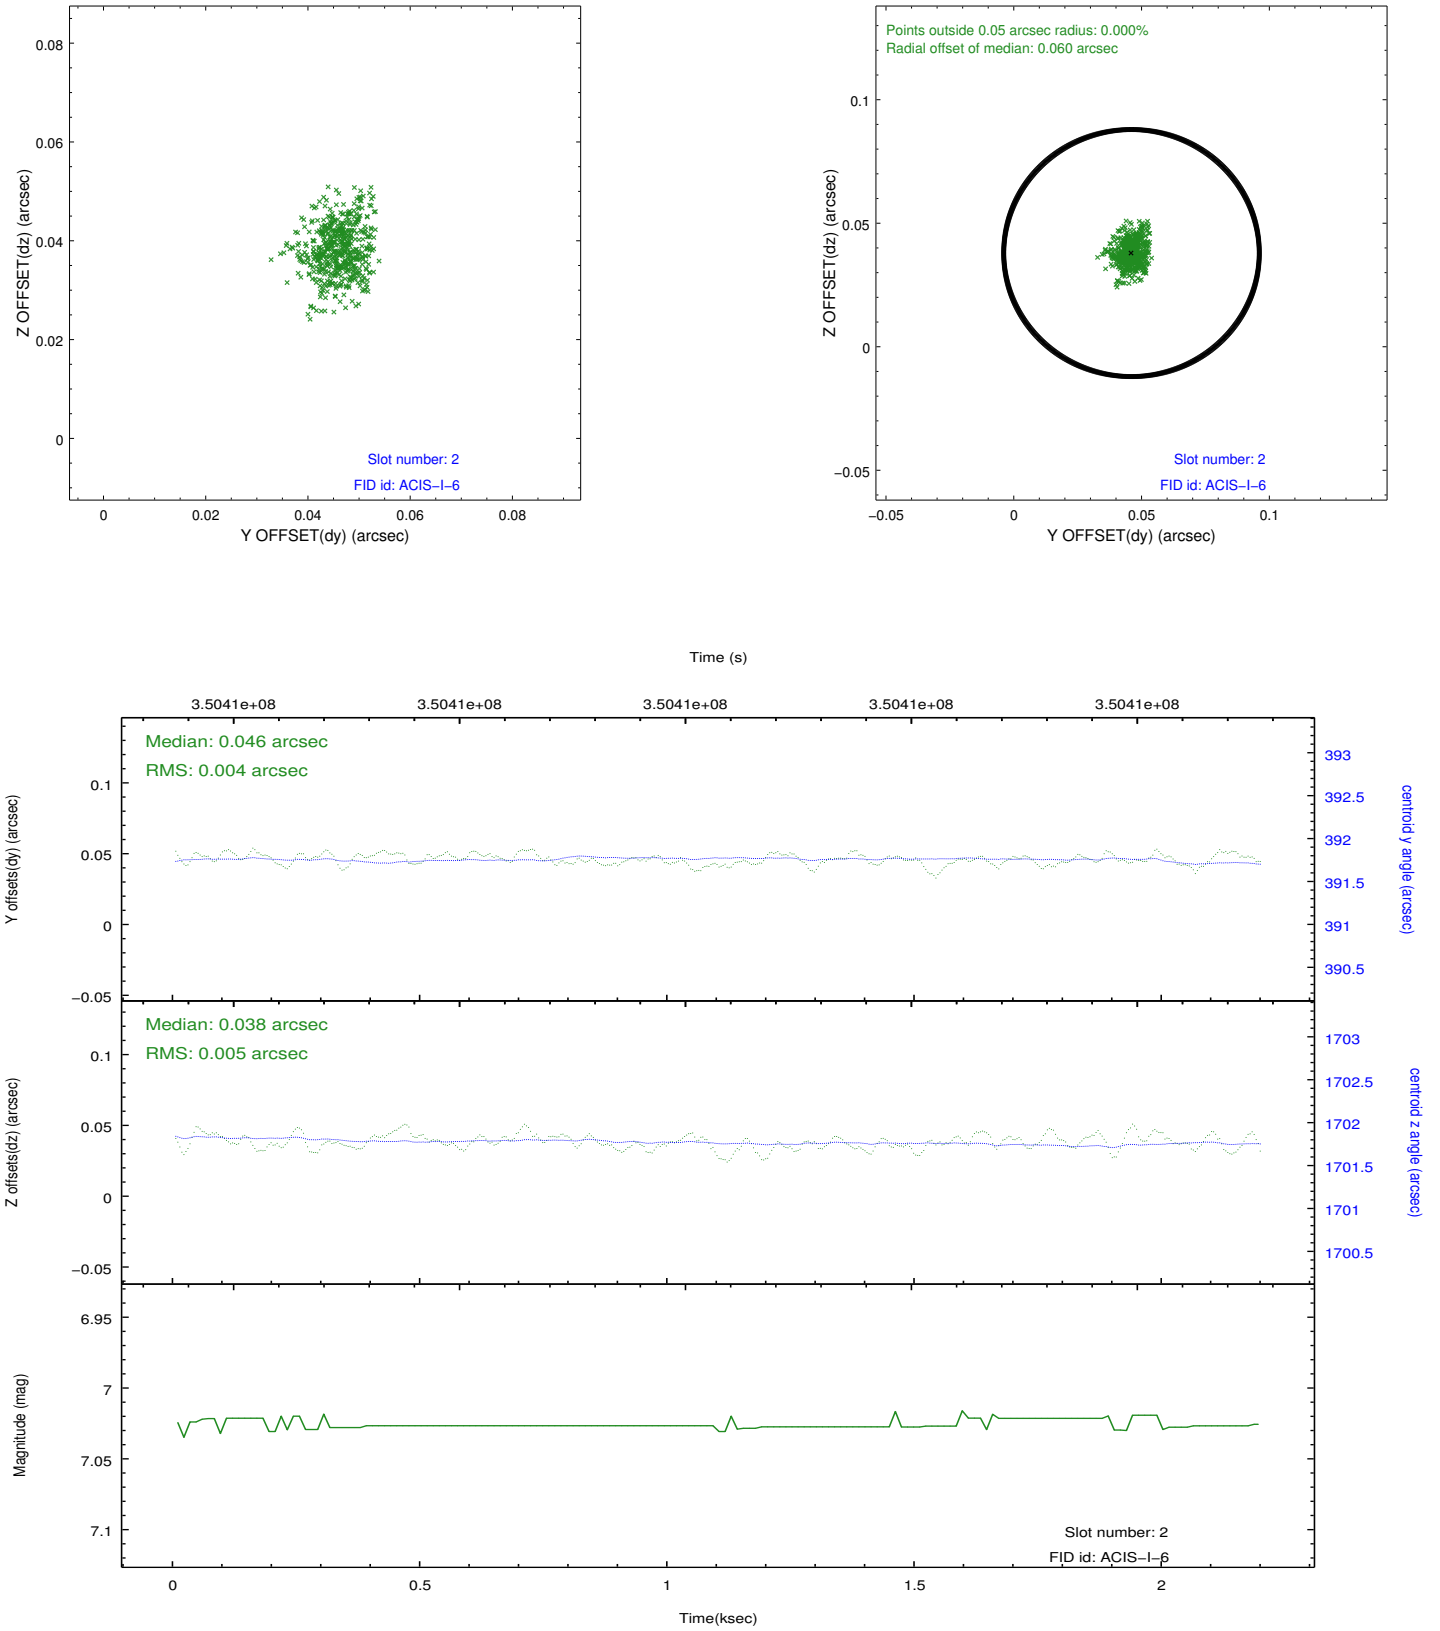 0.08
0.06
0.04
0.02
0
Z OFFSET(dz) (arcsec)
Slot number: 2
FID id: ACIS−I−6
0
0.02
0.04
0.06
0.08
Y OFFSET(dy) (arcsec)
Points outside 0.05 arcsec radius: 0.000%
Radial offset of median: 0.060 arcsec
0.1
0.05
0
−0.05
Z OFFSET(dz) (arcsec)
Slot number: 2
FID id: ACIS−I−6
−0.05
0
0.05
0.1
Y OFFSET(dy) (arcsec)
Time (s)
3.5041e+08
3.5041e+08
3.5041e+08
3.5041e+08
3.5041e+08
Median: 0.046 arcsec
RMS: 0.004 arcsec
0.1
0.05
0
−0.05
Y offsets(dy) (arcsec)
393
392.5
392
391.5
391
390.5
centroid y angle (arcsec)
Median: 0.038 arcsec
RMS: 0.005 arcsec
0.1
0.05
0
−0.05
Z offsets(dz) (arcsec)
1703
1702.5
1702
1701.5
1701
1700.5
centroid z angle (arcsec)
6.95
7
7.05
7.1
Magnitude (mag)
Slot number: 2
FID id: ACIS−I−6
0
0.5
1
1.5
2
Time(ksec)